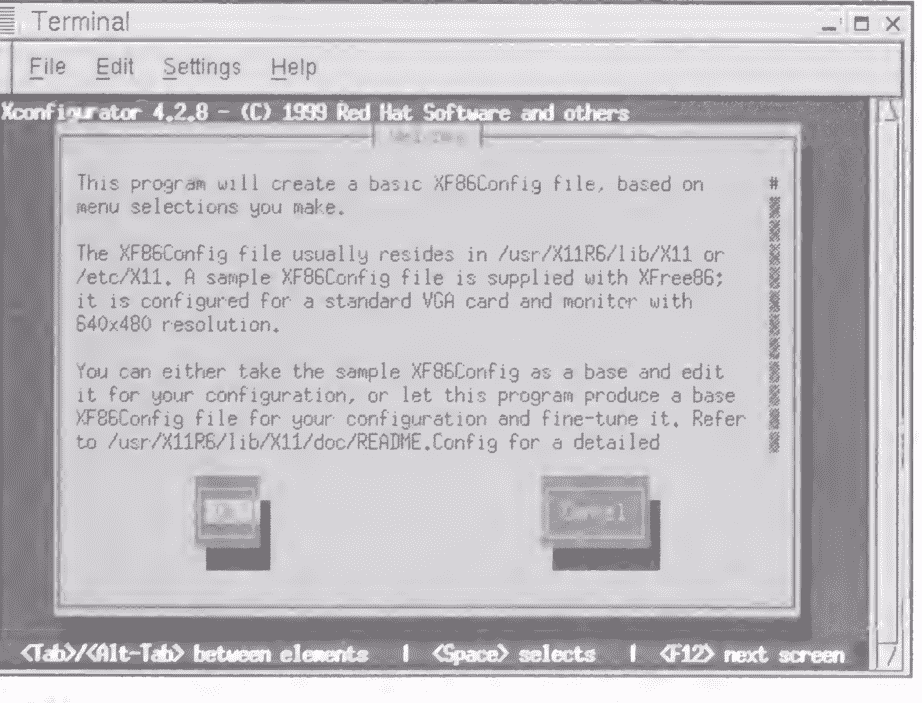 Terminal
File Edit Settings Help
Xconfigurator 4.2.8 - (C) 1999 Red Hat Software and others
Welcome
This program will create a basic XF86Config file, based on
menu selections you make.
The XF86Config file usually resides in /usr/X11R6/lib/X11 or
/etc/X11. A sample XF86Config file is supplied with XFree86;
it is configured for a standard VGA card and monitor with
640x480 resolution.
You can either take the sample XF86Config as a base and edit
it for your configuration, or let this program produce a base
XF86Config file for your configuration and fine-tune it. Refer
to /usr/X11R6/lib/X11/doc/README.Config for a detailed
Ok Cancel
<Tab>/<Alt-Tab> between elements | <Space> selects | <F12> next screen